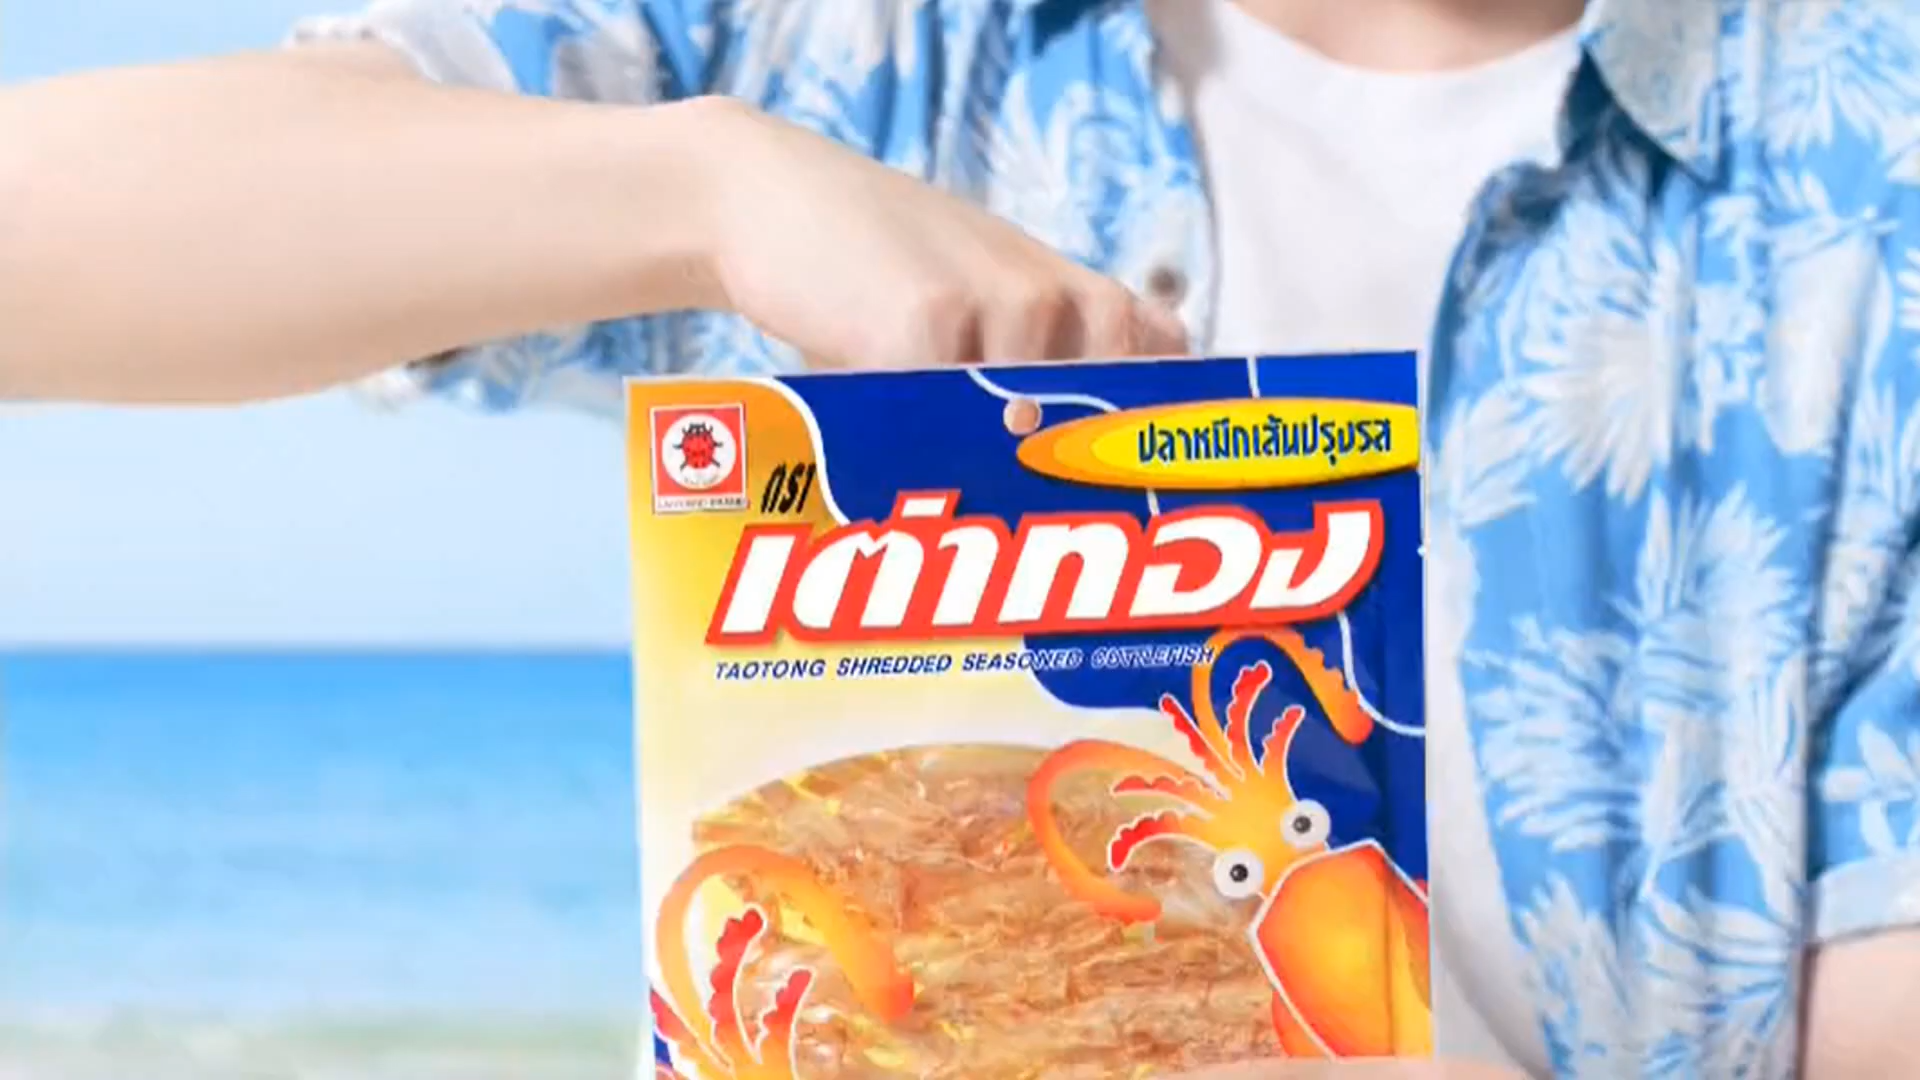 ปลาหมึกเส้นปรุงรส
ตรา
เต่าทอง
TAOTONG SHREDDED SEASONED CUTTLEFISH